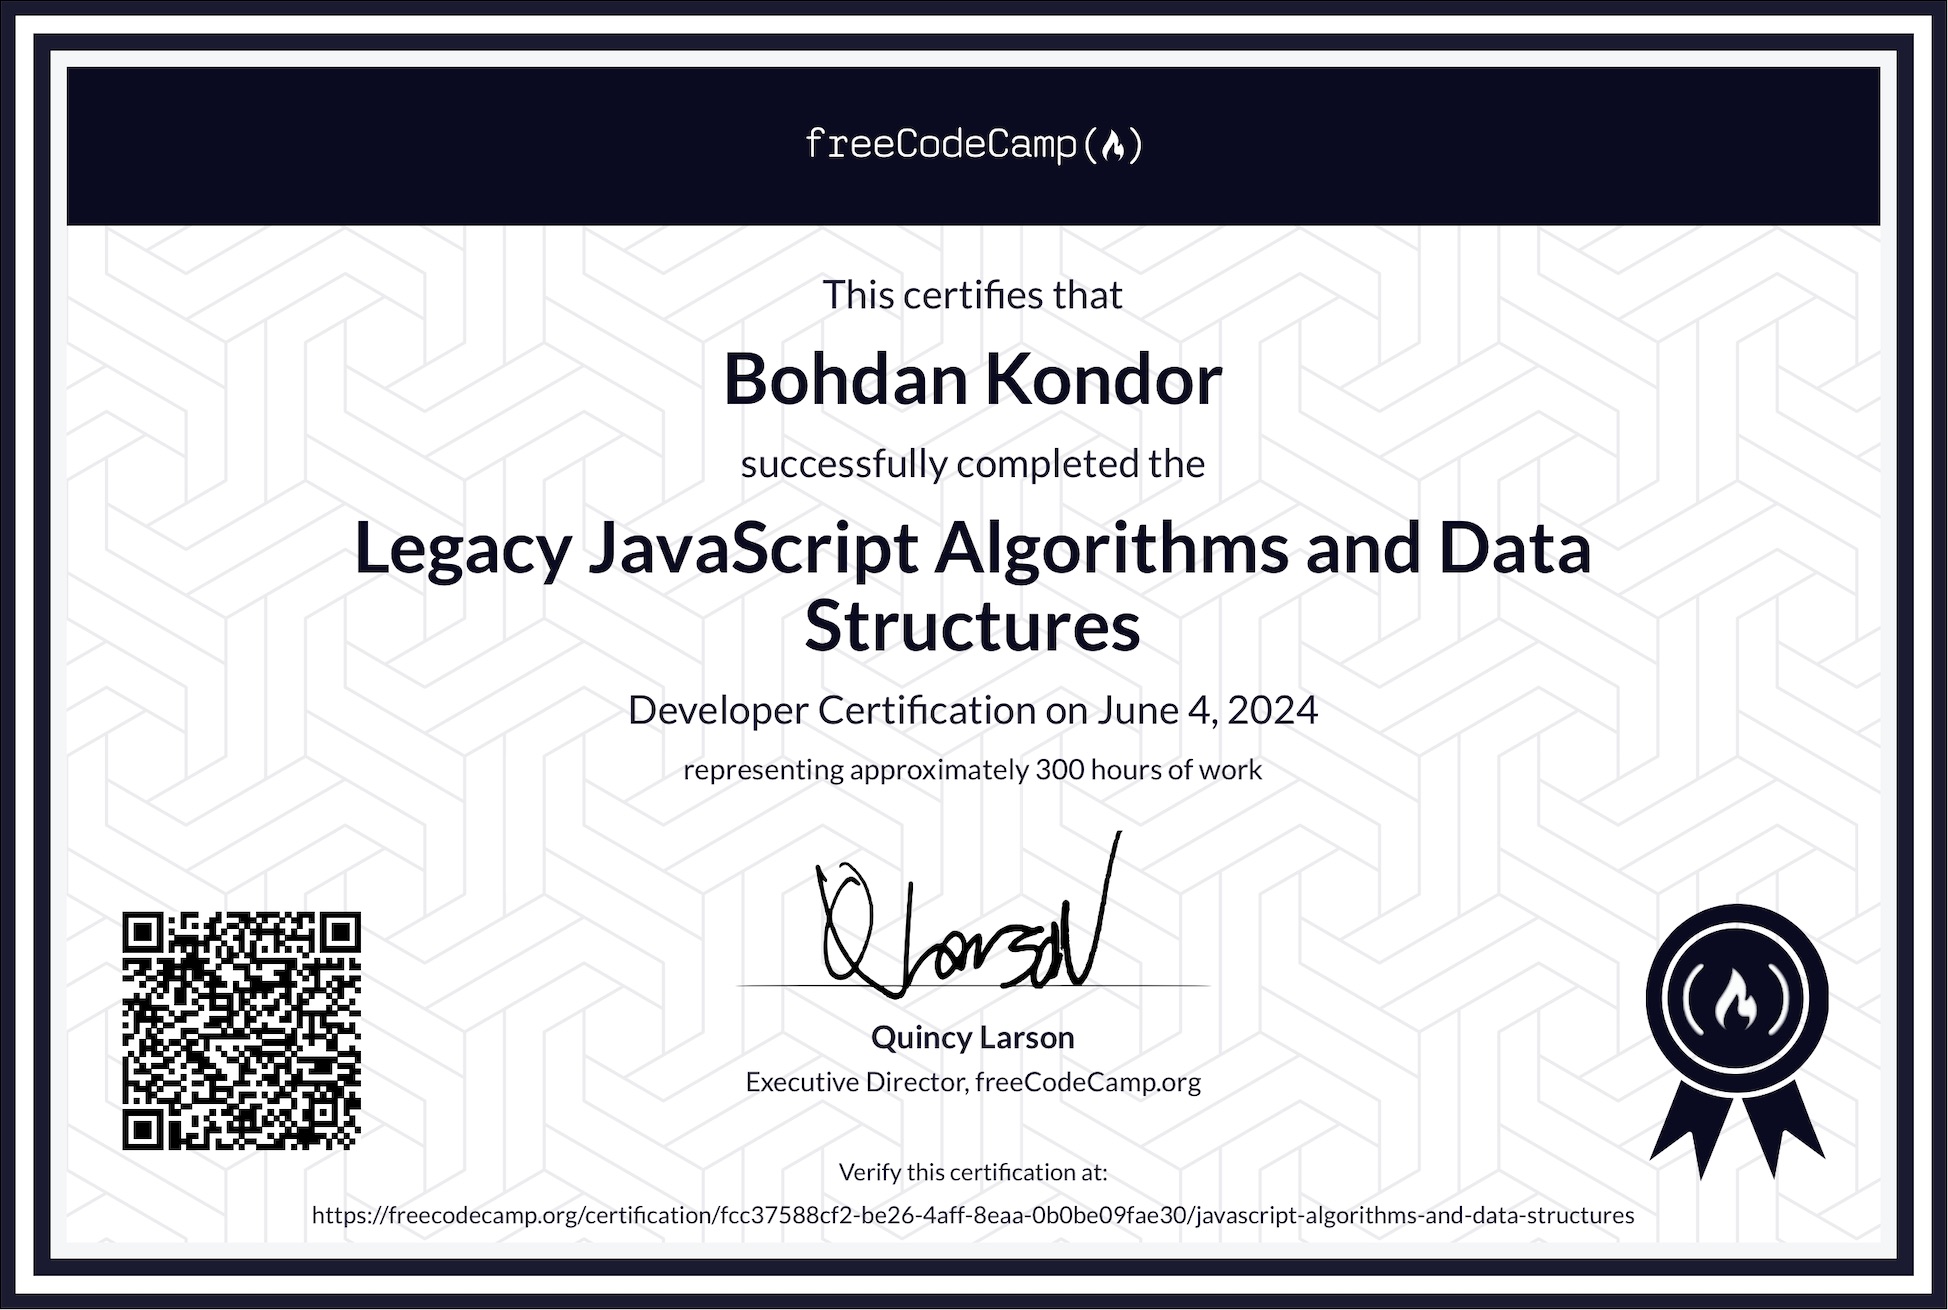 freeCodeCamp(🔥)
This certifies that
Bohdan Kondor
successfully completed the
Legacy JavaScript Algorithms and Data
Structures
Developer Certification on June 4, 2024
representing approximately 300 hours of work
QLarson
Quincy Larson
Executive Director, freeCodeCamp.org
Verify this certification at:
https://freecodecamp.org/certification/fcc37588cf2-be26-4aff-8eaa-0b0be09fae30/javascript-algorithms-and-data-structures